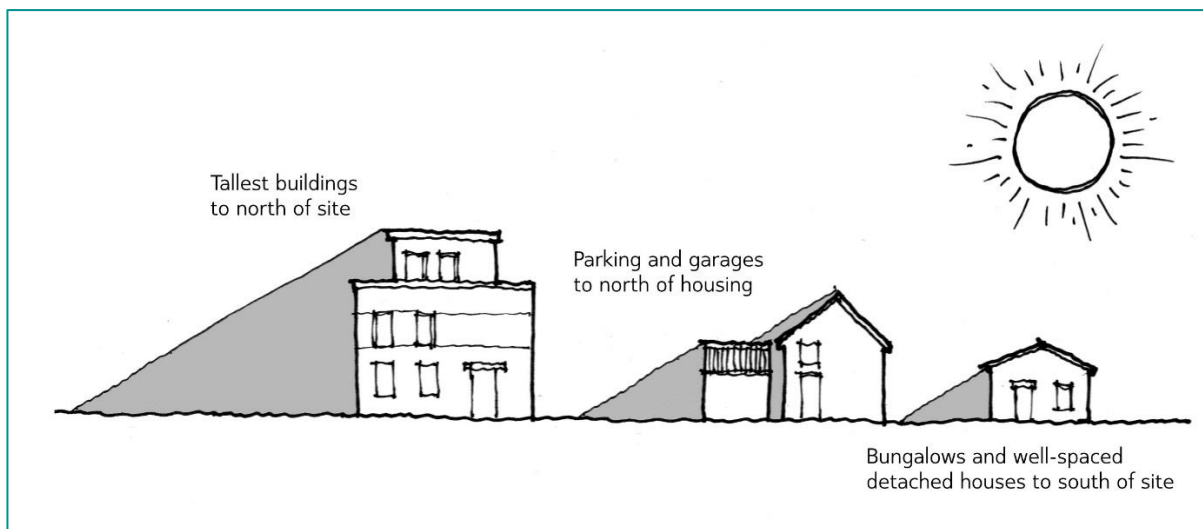 Tallest buildings
to north of site
Parking and garages
to north of housing
Bungalows and well-spaced
detached houses to south of site